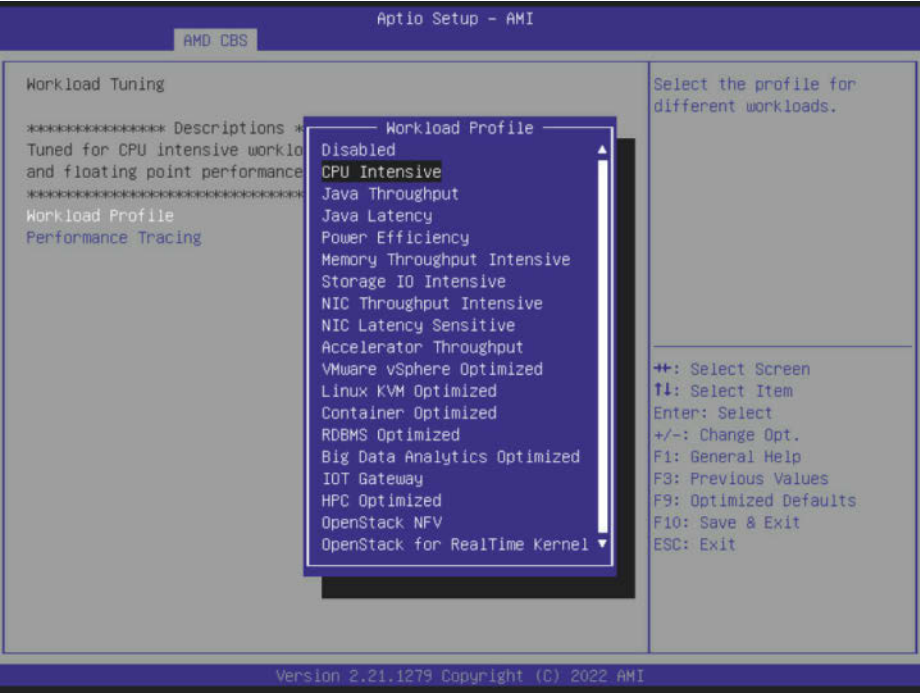 Aptio Setup – AMI
AMD CBS
Workload Tuning
*************** Descriptions *
Tuned for CPU intensive worklo
and floating point performance
******************************
Workload Profile
Performance Tracing
Workload Profile
Disabled
CPU Intensive
Java Throughput
Java Latency
Power Efficiency
Memory Throughput Intensive
Storage IO Intensive
NIC Throughput Intensive
NIC Latency Sensitive
Accelerator Throughput
VMware vSphere Optimized
Linux KVM Optimized
Container Optimized
RDBMS Optimized
Big Data Analytics Optimized
IOT Gateway
HPC Optimized
OpenStack NFV
OpenStack for RealTime Kernel
Select the profile for
different workloads.
→←: Select Screen
↑↓: Select Item
Enter: Select
+/-: Change Opt.
F1: General Help
F3: Previous Values
F9: Optimized Defaults
F10: Save & Exit
ESC: Exit
Version 2.21.1279 Copyright (C) 2022 AMI